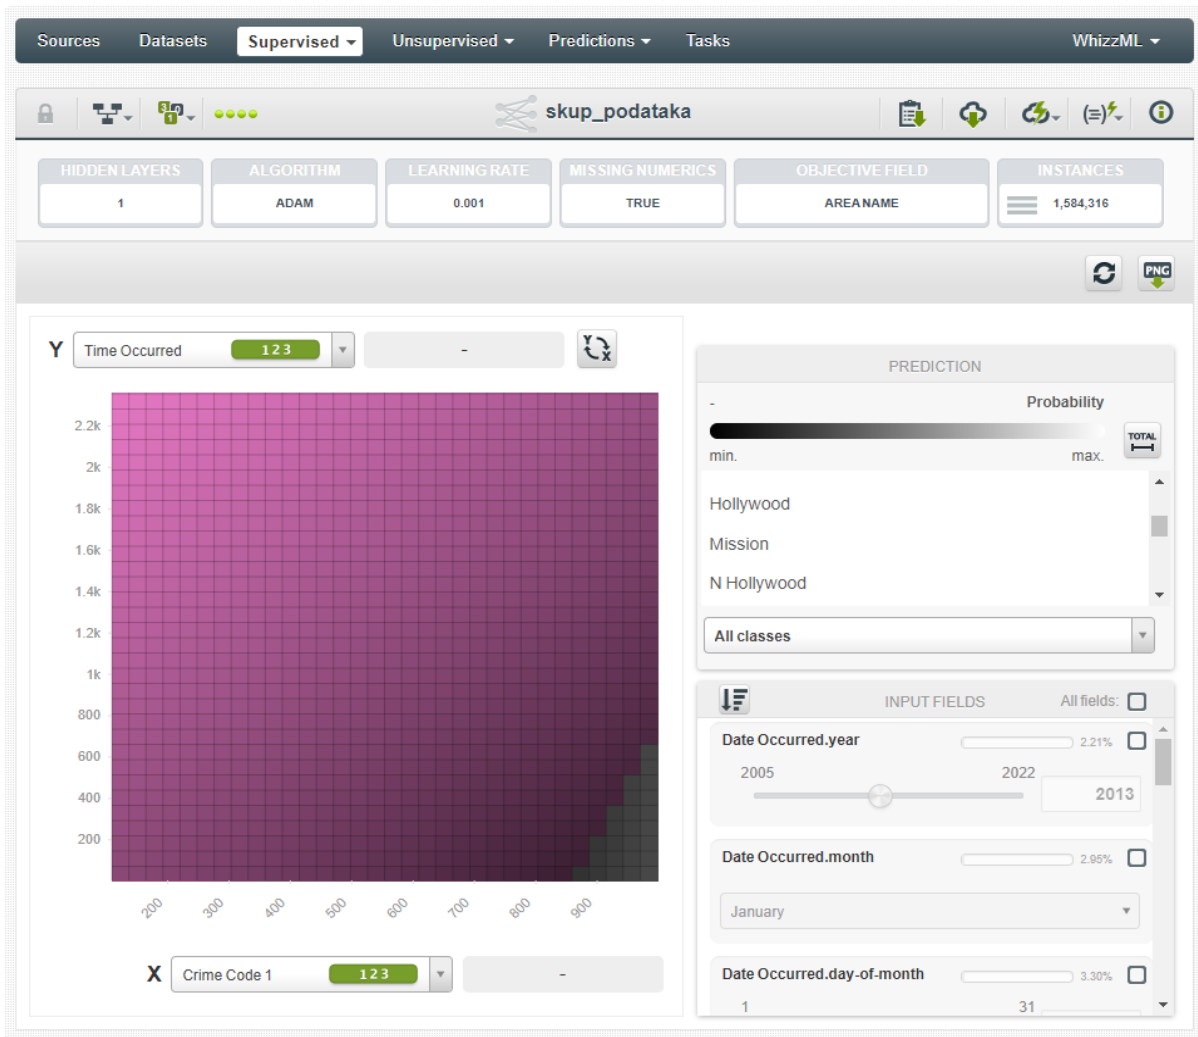 Sources Datasets Supervised Unsupervised Predictions Tasks WhizzML
skup_podataka
HIDDEN LAYERS ALGORITHM LEARNING RATE MISSING NUMERICS OBJECTIVE FIELD INSTANCES
1 ADAM 0.001 TRUE AREA NAME 1,584,316
PNG
Y Time Occurred 123 - Y X
PREDICTION
- Probability
min. max. TOTAL
Hollywood
Mission
N Hollywood
All classes
INPUT FIELDS All fields:
Date Occurred.year 2.21%
2005 2022
2013
Date Occurred.month 2.95%
January
Date Occurred.day-of-month 3.30%
1 31
2.2k
2k
1.8k
1.6k
1.4k
1.2k
1k
800
600
400
200
200 300 400 500 600 700 800 900
X Crime Code 1 123 -